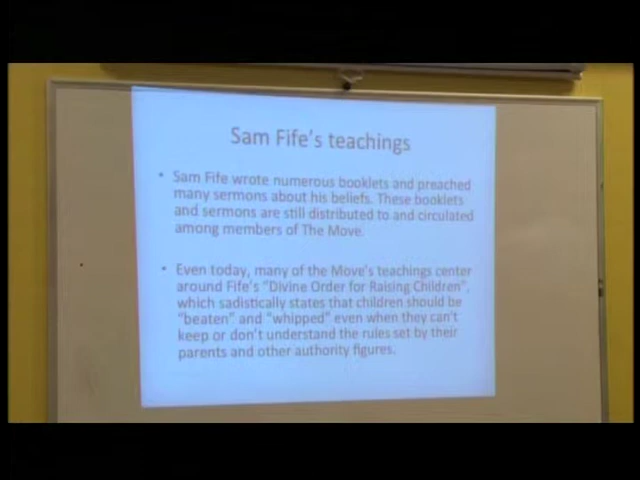 Sam Fife's teachings
• Sam Fife wrote numerous booklets and preached
many sermons about his beliefs. These booklets
and sermons are still distributed to and circulated
among members of The Move.
• Even today, many of the Move's teachings center
around Fife's "Divine Order for Raising Children",
which sadistically states that children should be
"beaten" and "whipped" even when they can't
keep or don't understand the rules set by their
parents and other authority figures.